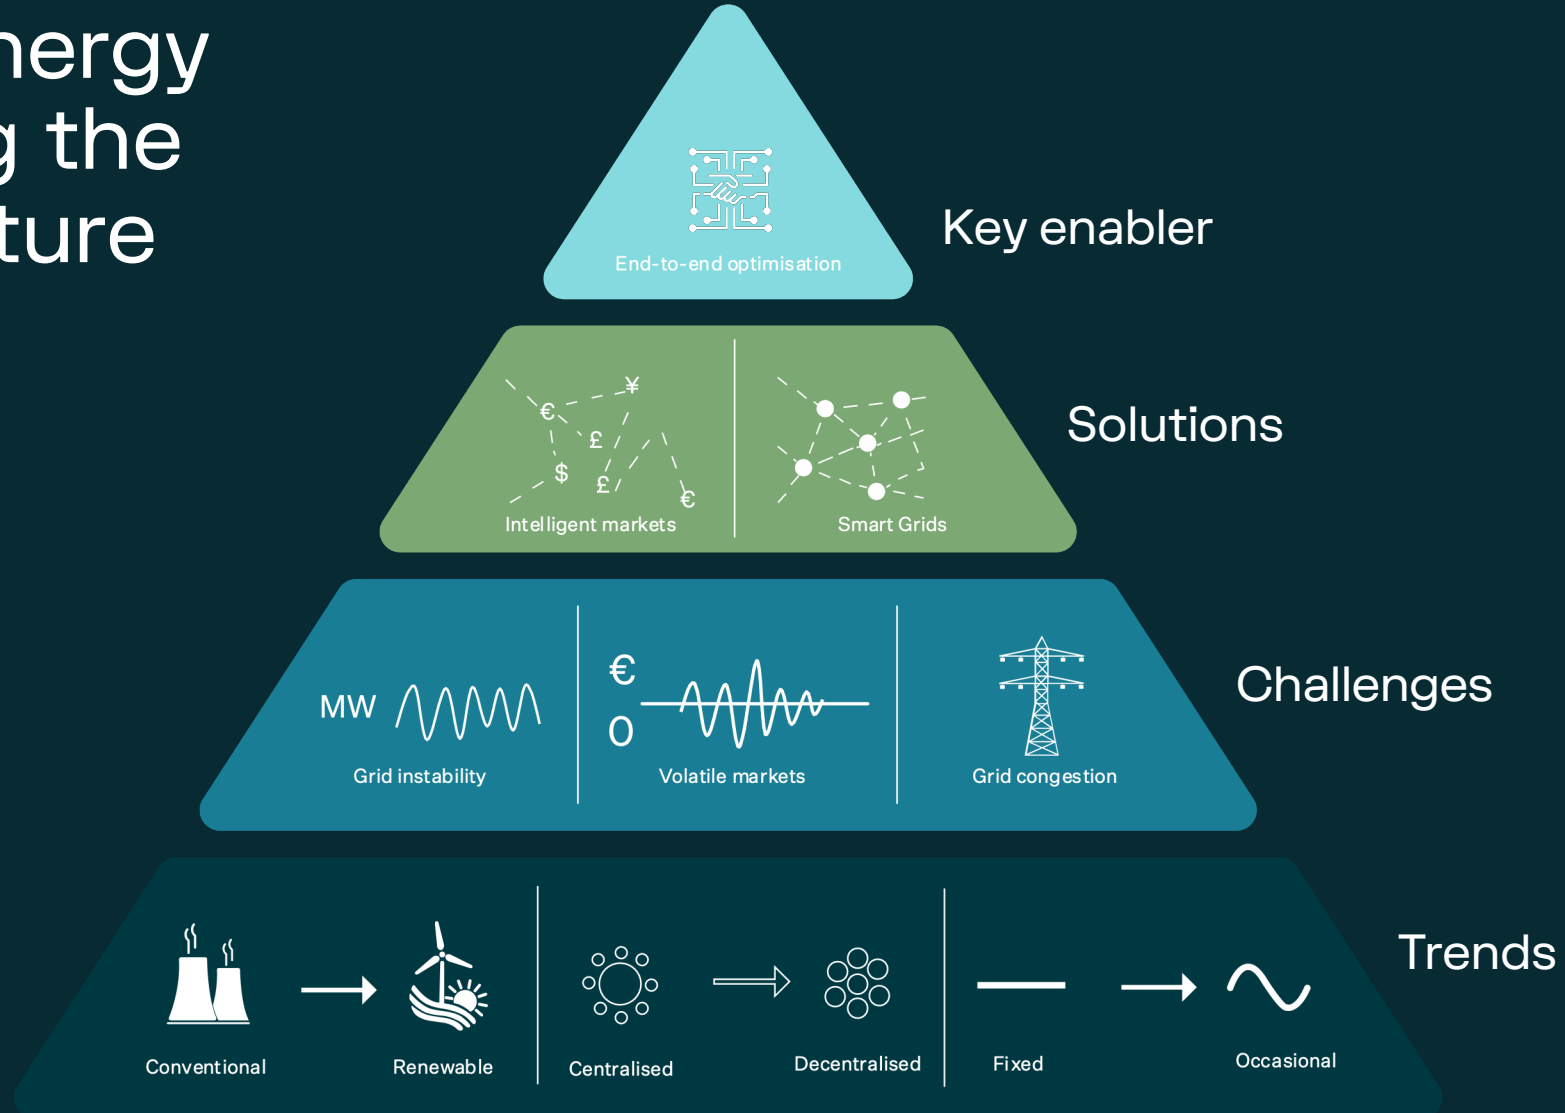 nergy
g the
ture
End-to-end optimisation
Key enabler
€ ¥
£
$ £ €
Intelligent markets
Smart Grids
Solutions
MW
Grid instability
€
0
Volatile markets
Grid congestion
Challenges
Conventional
Renewable
Centralised
Decentralised
Fixed
Occasional
Trends